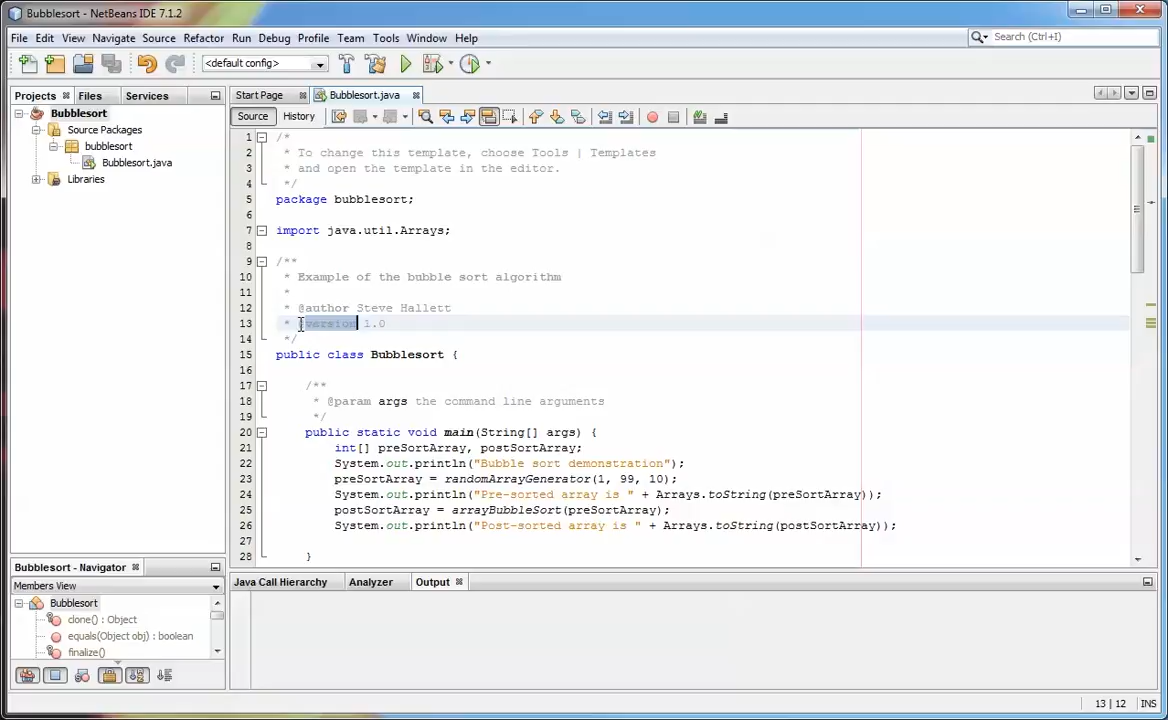 Bubblesort - NetBeans IDE 7.1.2
File Edit View Navigate Source Refactor Run Debug Profile Team Tools Window Help
Search (Ctrl+I)
<default config>
Projects Files Services
Start Page Bubblesort.java
Bubblesort
Source Packages
bubblesort
Bubblesort.java
Libraries
Source History
1 /*
2 * To change this template, choose Tools | Templates
3 * and open the template in the editor.
4 */
5 package bubblesort;
6
7 import java.util.Arrays;
8
9 /**
10 * Example of the bubble sort algorithm
11 *
12 * @author Steve Hallett
13 * @version 1.0
14 */
15 public class Bubblesort {
16
17 /**
18 * @param args the command line arguments
19 */
20 public static void main(String[] args) {
21 int[] preSortArray, postSortArray;
22 System.out.println("Bubble sort demonstration");
23 preSortArray = randomArrayGenerator(1, 99, 10);
24 System.out.println("Pre-sorted array is " + Arrays.toString(preSortArray));
25 postSortArray = arrayBubbleSort(preSortArray);
26 System.out.println("Post-sorted array is " + Arrays.toString(postSortArray));
27
28 }
Bubblesort - Navigator
Members View
Bubblesort
clone() : Object
equals(Object obj) : boolean
finalize()
Java Call Hierarchy Analyzer Output
13 | 12 INS